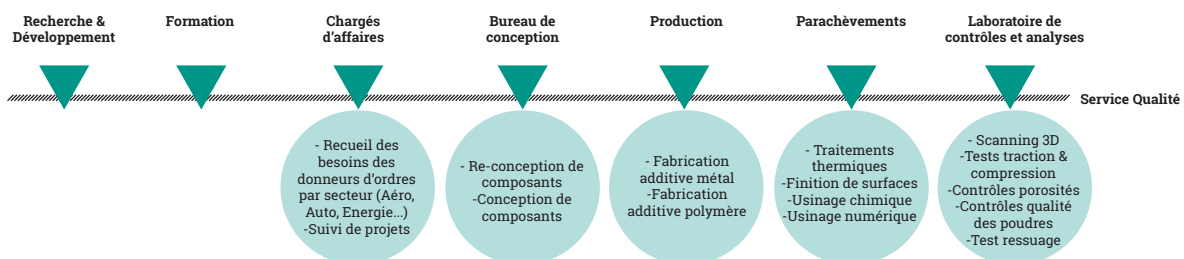 Recherche &
Développement
Formation
Chargés
d'affaires
Bureau de
conception
Production
Parachèvements
Laboratoire de
contrôles et analyses
Service Qualité
- Recueil des
besoins des
donneurs d'ordres
par secteur (Aéro,
Auto, Energie...)
-Suivi de projets
- Re-conception de
composants
-Conception de
composants
- Fabrication
additive métal
-Fabrication
additive polymère
- Traitements
thermiques
-Finition de surfaces
-Usinage chimique
-Usinage numérique
- Scanning 3D
-Tests traction &
compression
-Contrôles porosités
-Contrôles qualité
des poudres
-Test ressuage